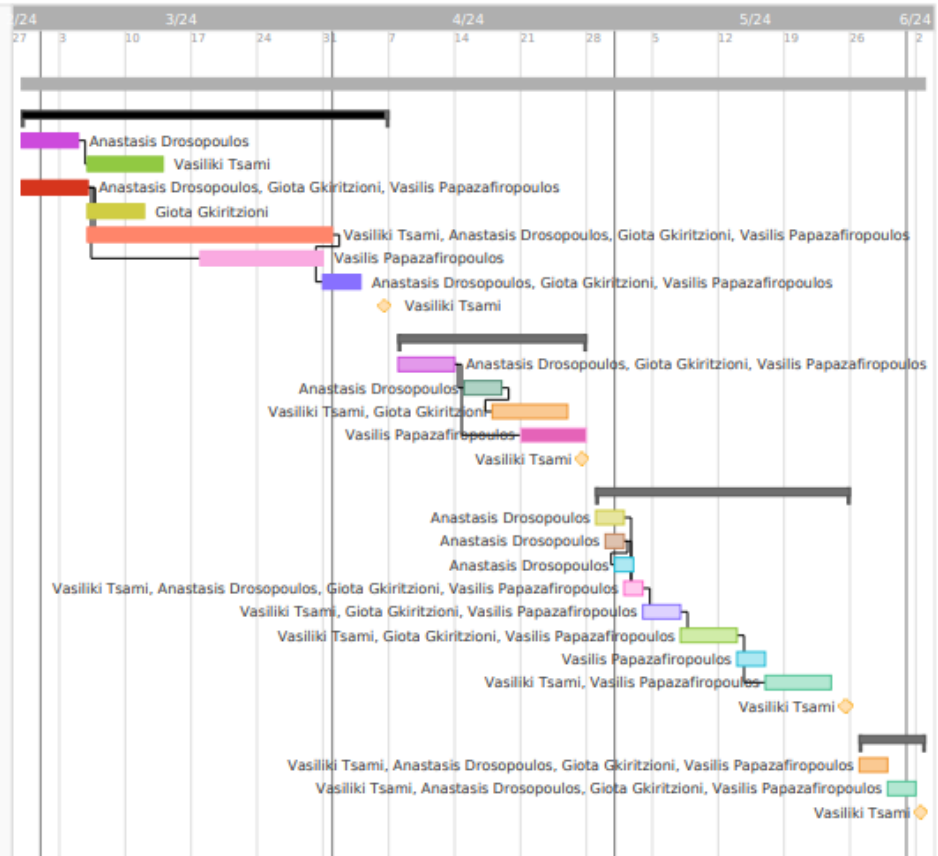 /24 3/24 4/24 5/24 6/24
27 3 10 17 24 31 7 14 21 28 5 12 19 26 2
Anastasis Drosopoulos
Vasiliki Tsami
Anastasis Drosopoulos, Giota Gkiritzioni, Vasilis Papazafiropoulos
Giota Gkiritzioni
Vasiliki Tsami, Anastasis Drosopoulos, Giota Gkiritzioni, Vasilis Papazafiropoulos
Vasilis Papazafiropoulos
Anastasis Drosopoulos, Giota Gkiritzioni, Vasilis Papazafiropoulos
Vasiliki Tsami
Anastasis Drosopoulos, Giota Gkiritzioni, Vasilis Papazafiropoulos
Anastasis Drosopoulos
Vasiliki Tsami, Giota Gkiritzioni
Vasilis Papazafiropoulos
Vasiliki Tsami
Anastasis Drosopoulos
Anastasis Drosopoulos
Anastasis Drosopoulos
Vasiliki Tsami, Anastasis Drosopoulos, Giota Gkiritzioni, Vasilis Papazafiropoulos
Vasiliki Tsami, Giota Gkiritzioni, Vasilis Papazafiropoulos
Vasiliki Tsami, Giota Gkiritzioni, Vasilis Papazafiropoulos
Vasilis Papazafiropoulos
Vasiliki Tsami, Vasilis Papazafiropoulos
Vasiliki Tsami
Vasiliki Tsami, Anastasis Drosopoulos, Giota Gkiritzioni, Vasilis Papazafiropoulos
Vasiliki Tsami, Anastasis Drosopoulos, Giota Gkiritzioni, Vasilis Papazafiropoulos
Vasiliki Tsami